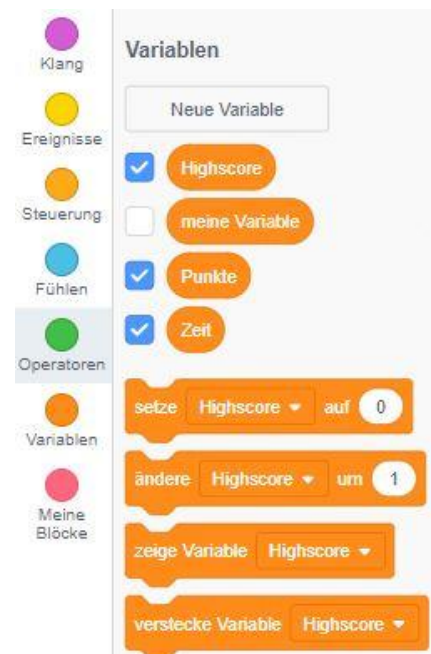 Klang
Ereignisse
Steuerung
Fühlen
Operatoren
Variablen
Meine
Blöcke
Variablen
Neue Variable
Highscore
meine Variable
Punkte
Zeit
setze Highscore auf 0
ändere Highscore um 1
zeige Variable Highscore
verstecke Variable Highscore